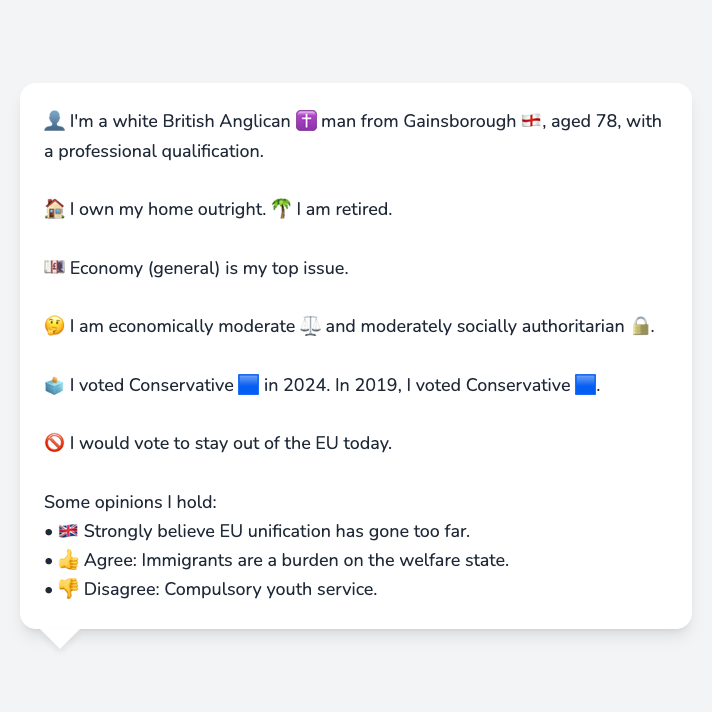 👤 I'm a white British Anglican ✝️ man from Gainsborough 🏴󠁧󠁢󠁥󠁮󠁧󠁿, aged 78, with
a professional qualification.
🏠 I own my home outright. 🌴 I am retired.
💷 Economy (general) is my top issue.
🤔 I am economically moderate ⚖️ and moderately socially authoritarian 🔒.
🗳️ I voted Conservative 🟦 in 2024. In 2019, I voted Conservative 🟦.
🚫 I would vote to stay out of the EU today.
Some opinions I hold:
• 🇬🇧 Strongly believe EU unification has gone too far.
• 👍 Agree: Immigrants are a burden on the welfare state.
• 👎 Disagree: Compulsory youth service.